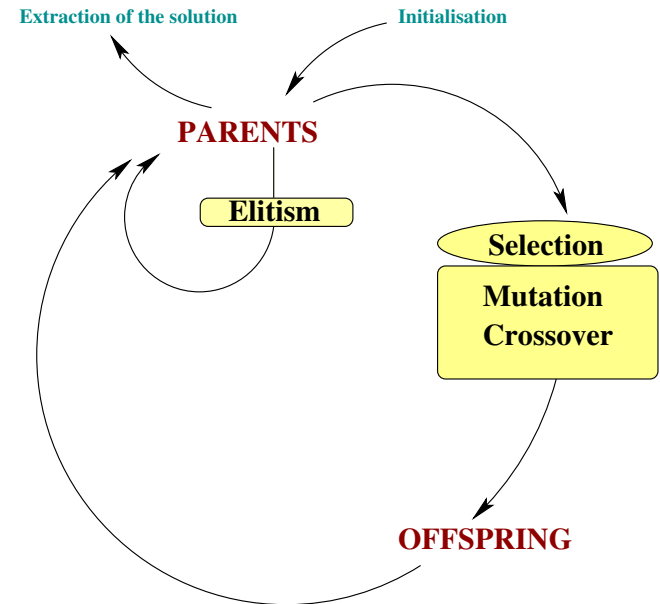 Extraction of the solution
Initialisation
PARENTS
Elitism
Selection
Mutation
Crossover
OFFSPRING